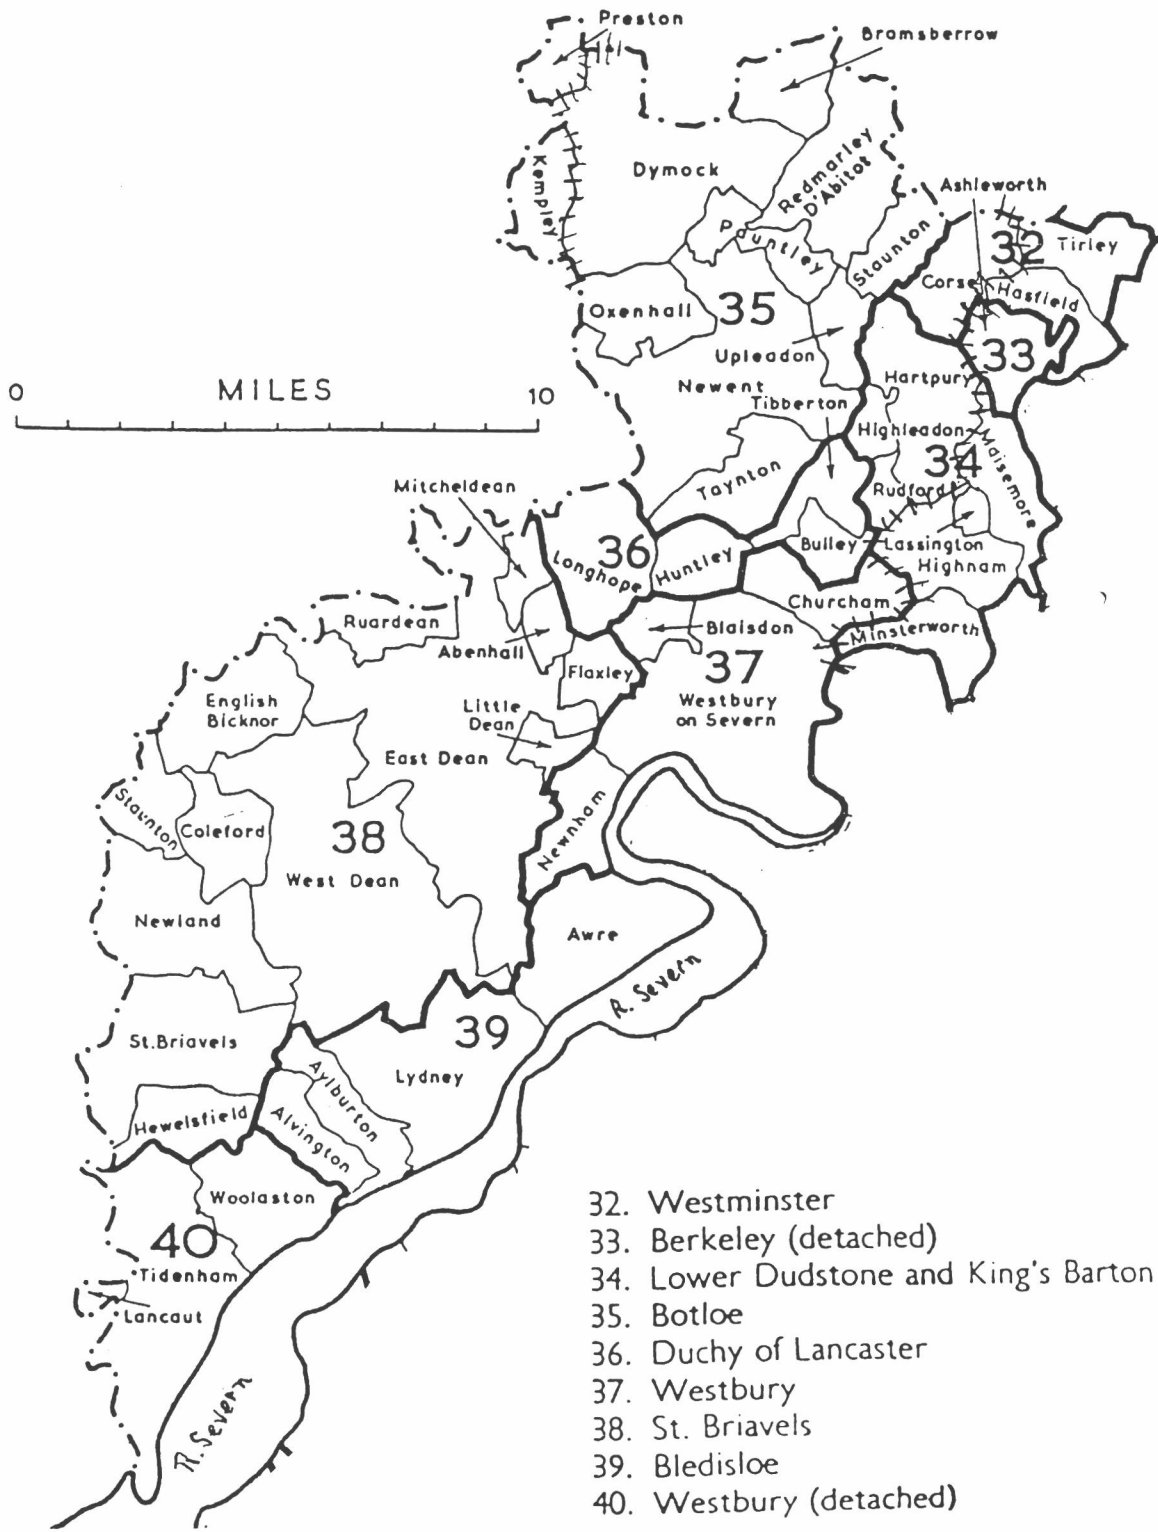 Preston
Bromsberrow
Kempley
Dymock
Redmarley
D'Abitot
Ashleworth
Pauntley
Staunton
32
Tirley
Corse
Hasfield
Oxenhall
35
33
Upleadon
0
MILES
10
Newent
Hartpury
Tibberton
Highleadon
34
Maisemore
Mitcheldean
Taynton
Rudford
36
Longhope
Huntley
Bulley
Lassington
Highnam
Ruardean
Churcham
Abenhall
Blaisdon
Minsterworth
Flaxley
37
English
Bicknor
Little
Dean
Westbury
on Severn
East Dean
Staunton
Coleford
38
Newnham
West Dean
Newland
Awre
R. Severn
39
St.Briavels
Aylburton
Lydney
Hewelsfield
Alvington
Woolaston
40
Tidenham
Lancaut
R. Severn
32. Westminster
33. Berkeley (detached)
34. Lower Dudstone and King's Barton
35. Botloe
36. Duchy of Lancaster
37. Westbury
38. St. Briavels
39. Bledisloe
40. Westbury (detached)